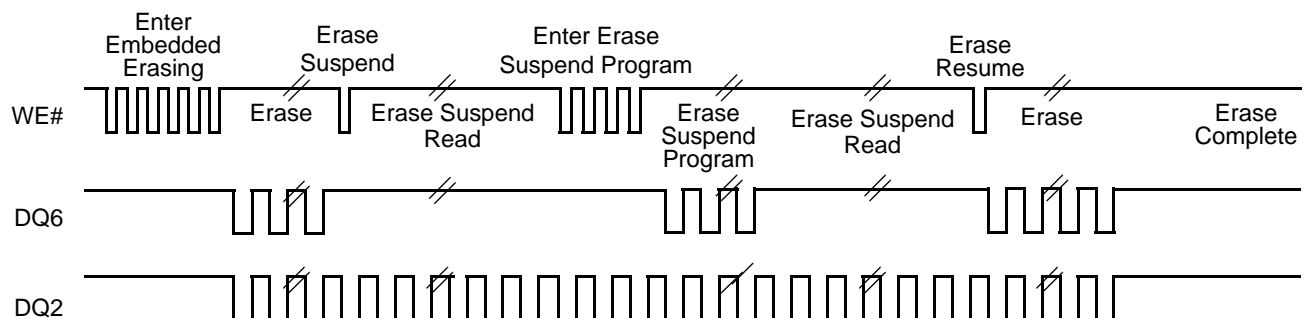 Enter
Embedded
Erasing
Erase
Suspend
Enter Erase
Suspend Program
Erase
Resume
WE#
Erase
Erase Suspend
Read
Erase
Suspend
Program
Erase Suspend
Read
Erase
Erase
Complete
DQ6
DQ2